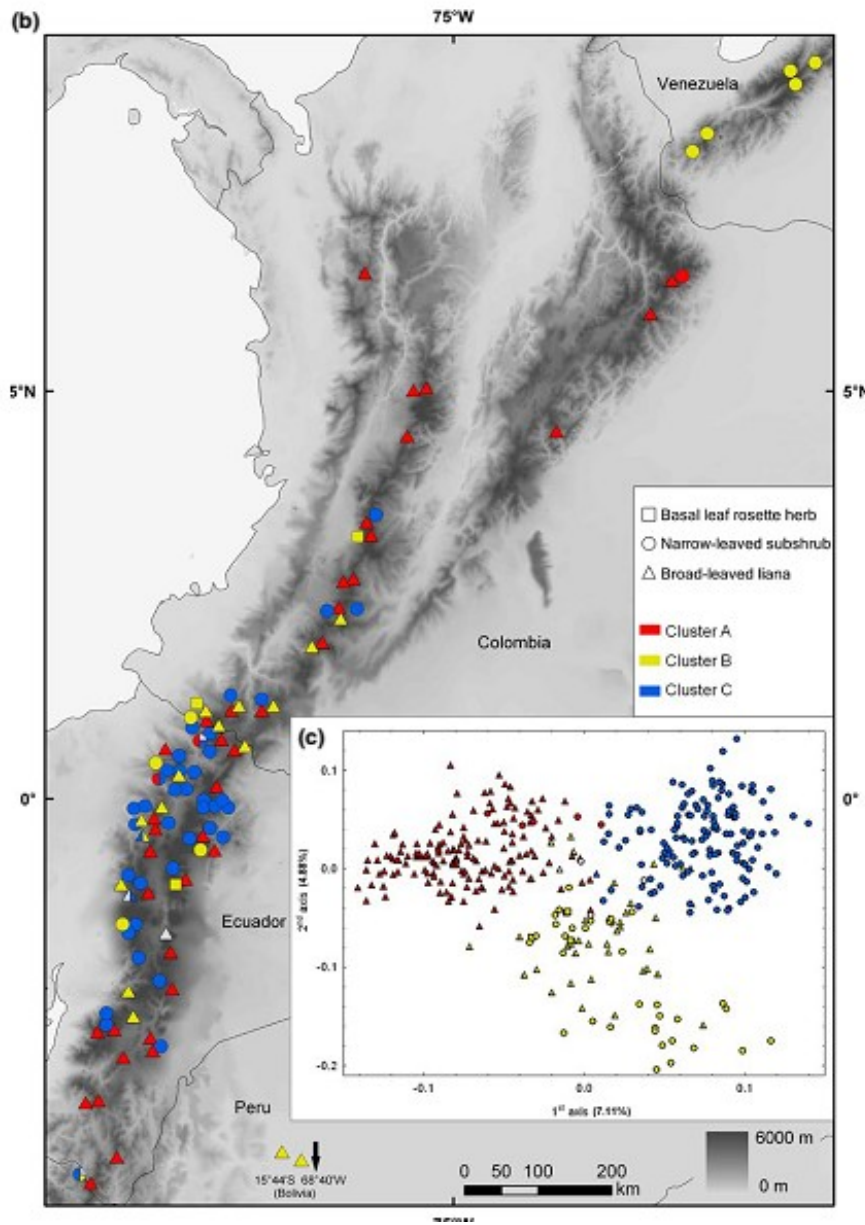 (b)
75°W
Venezuela
5°N
5°N
Basal leaf rosette herb
Narrow-leaved subshrub
Broad-leaved liana
Cluster A
Cluster B
Cluster C
Colombia
(c)
0°
0°
0.1
0.0
-0.1
-0.2
2nd axis (4.88%)
-0.1
0.0
0.1
1st axis (7.11%)
Ecuador
Peru
15°44'S 68°40'W
(Bolivia)
0 50 100 200
km
6000 m
0 m
75°W